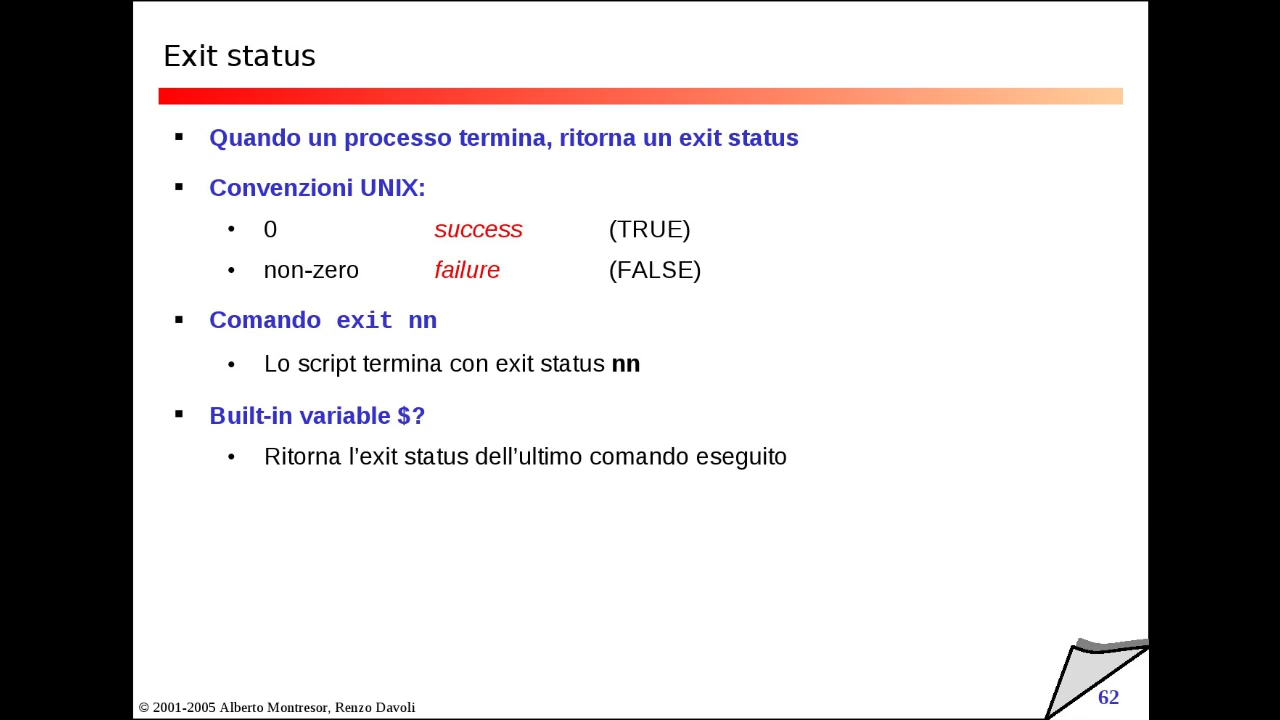 Exit status
▪ Quando un processo termina, ritorna un exit status
▪ Convenzioni UNIX:
• 0 success (TRUE)
• non-zero failure (FALSE)
▪ Comando exit nn
• Lo script termina con exit status nn
▪ Built-in variable $?
• Ritorna l’exit status dell’ultimo comando eseguito
© 2001-2005 Alberto Montresor, Renzo Davoli
62